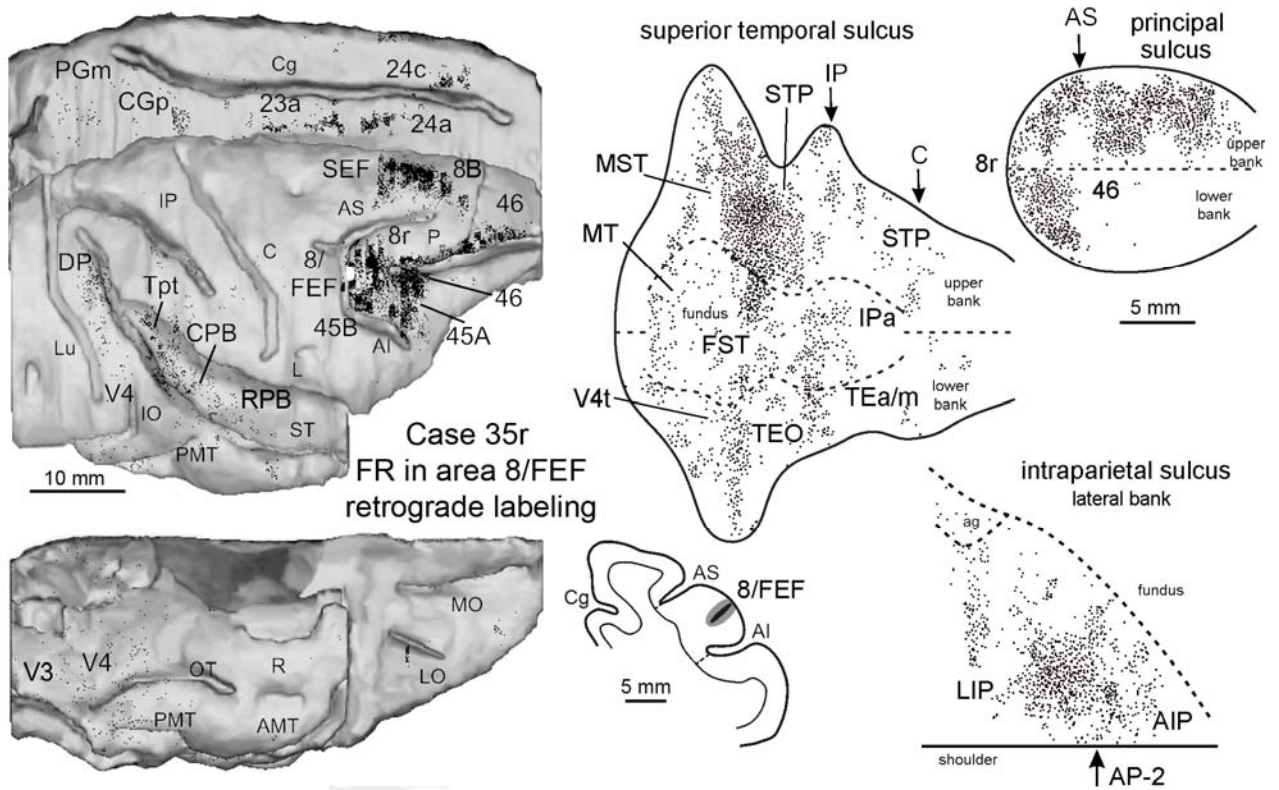 PGm
Cg
24c
CGp
23a
24a
SEF
8B
IP
AS
46
8r
P
DP
C
8/
FEF
Tpt
46
CPB
45B
45A
Lu
AI
L
V4
RPB
IO
ST
PMT
10 mm
Case 35r
FR in area 8/FEF
retrograde labeling
MO
V3
V4
OT
R
LO
PMT
AMT
superior temporal sulcus
IP
STP
MST
C
MT
STP
upper
bank
fundus
IPa
FST
lower
bank
V4t
TEa/m
TEO
AS
principal
sulcus
8r
upper
bank
46
lower
bank
5 mm
AS
8/FEF
Cg
AI
5 mm
intraparietal sulcus
lateral bank
ag
fundus
LIP
AIP
shoulder
AP-2